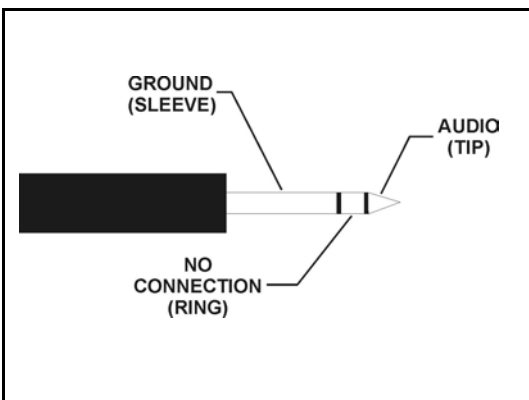 GROUND
(SLEEVE)
AUDIO
(TIP)
NO
CONNECTION
(RING)